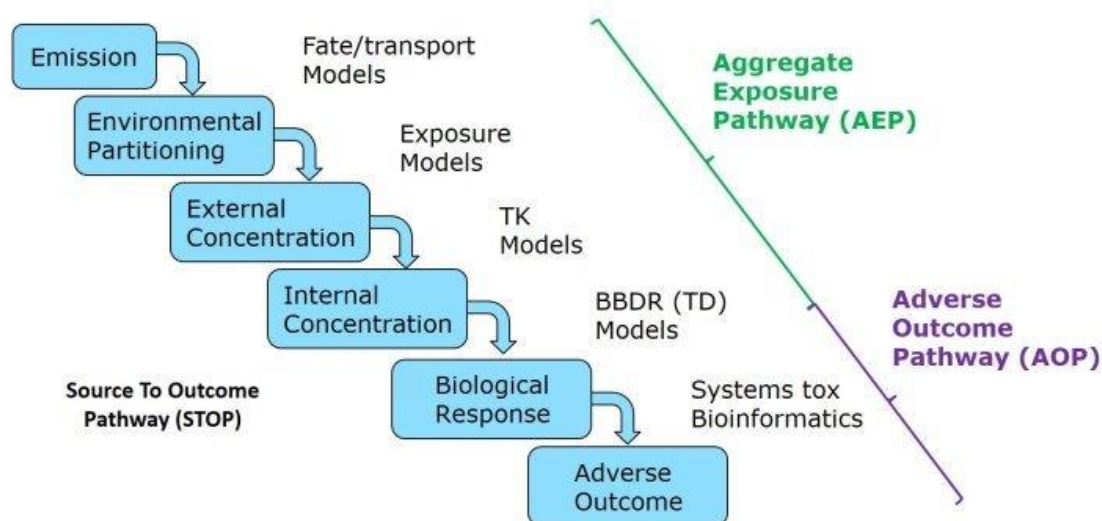 Emission
Fate/transport
Models
Aggregate
Exposure
Pathway (AEP)
Environmental
Partitioning
Exposure
Models
External
Concentration
TK
Models
Internal
Concentration
BBDR (TD)
Models
Adverse
Outcome
Pathway (AOP)
Source To Outcome
Pathway (STOP)
Biological
Response
Systems tox
Bioinformatics
Adverse
Outcome